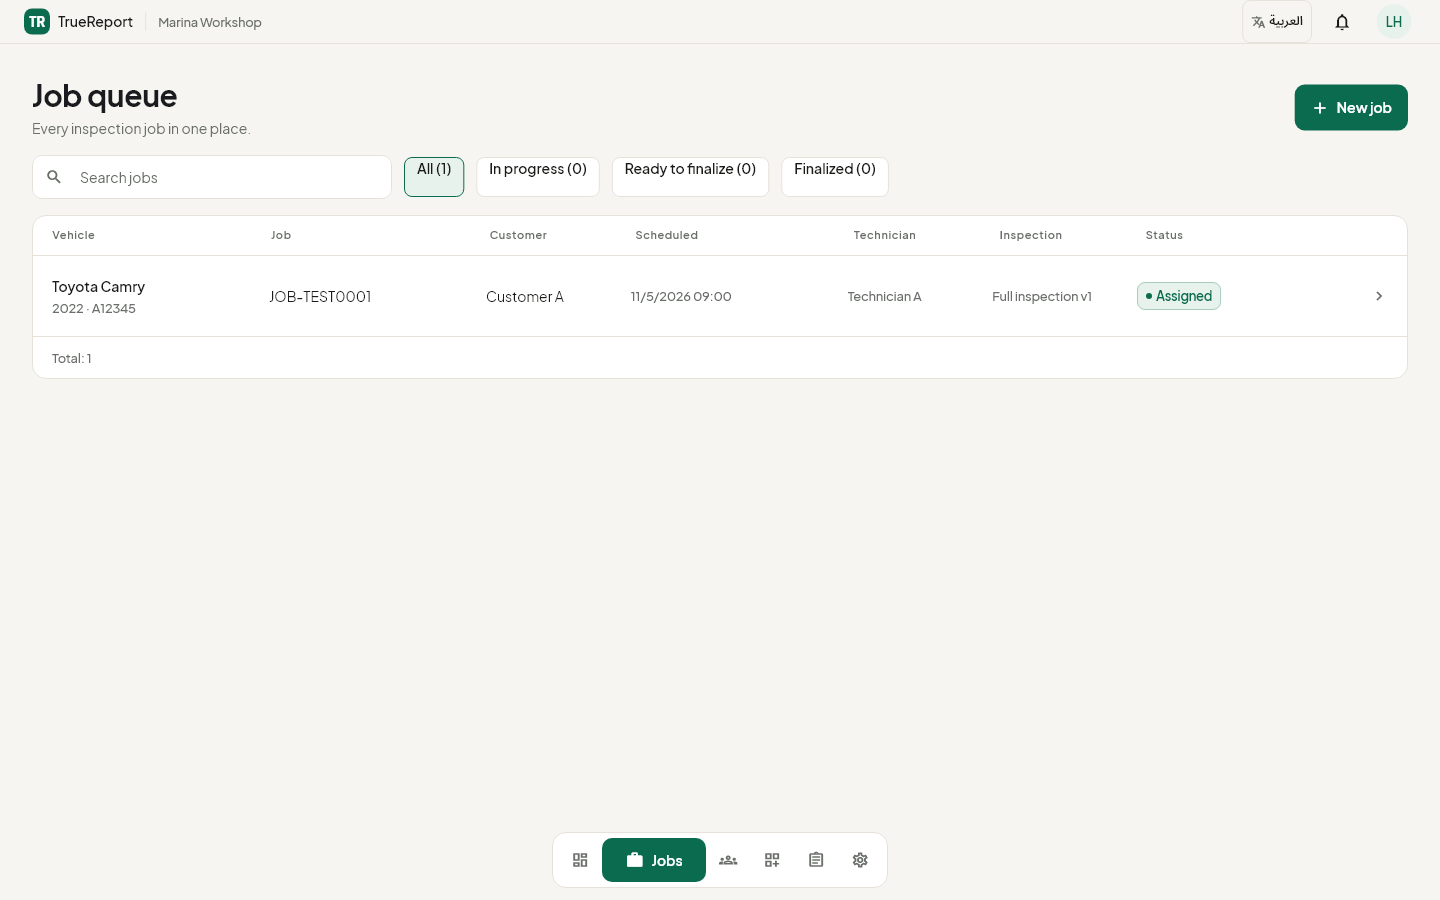 TR TrueReport Marina Workshop العربية LH
Job queue
Every inspection job in one place.
New job
Search jobs All (1) In progress (0) Ready to finalize (0) Finalized (0)
Vehicle Job Customer Scheduled Technician Inspection Status
Toyota Camry
2022 · A12345
JOB-TEST0001 Customer A 11/5/2026 09:00 Technician A Full inspection v1 Assigned
Total: 1
Jobs